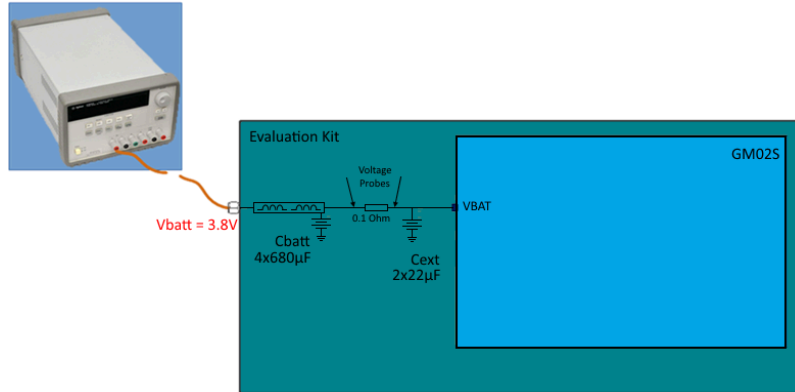 Evaluation Kit
GM02S
Voltage
Probes
VBAT
0.1 Ohm
Vbatt = 3.8V
Cbatt
4x680µF
Cext
2x22µF